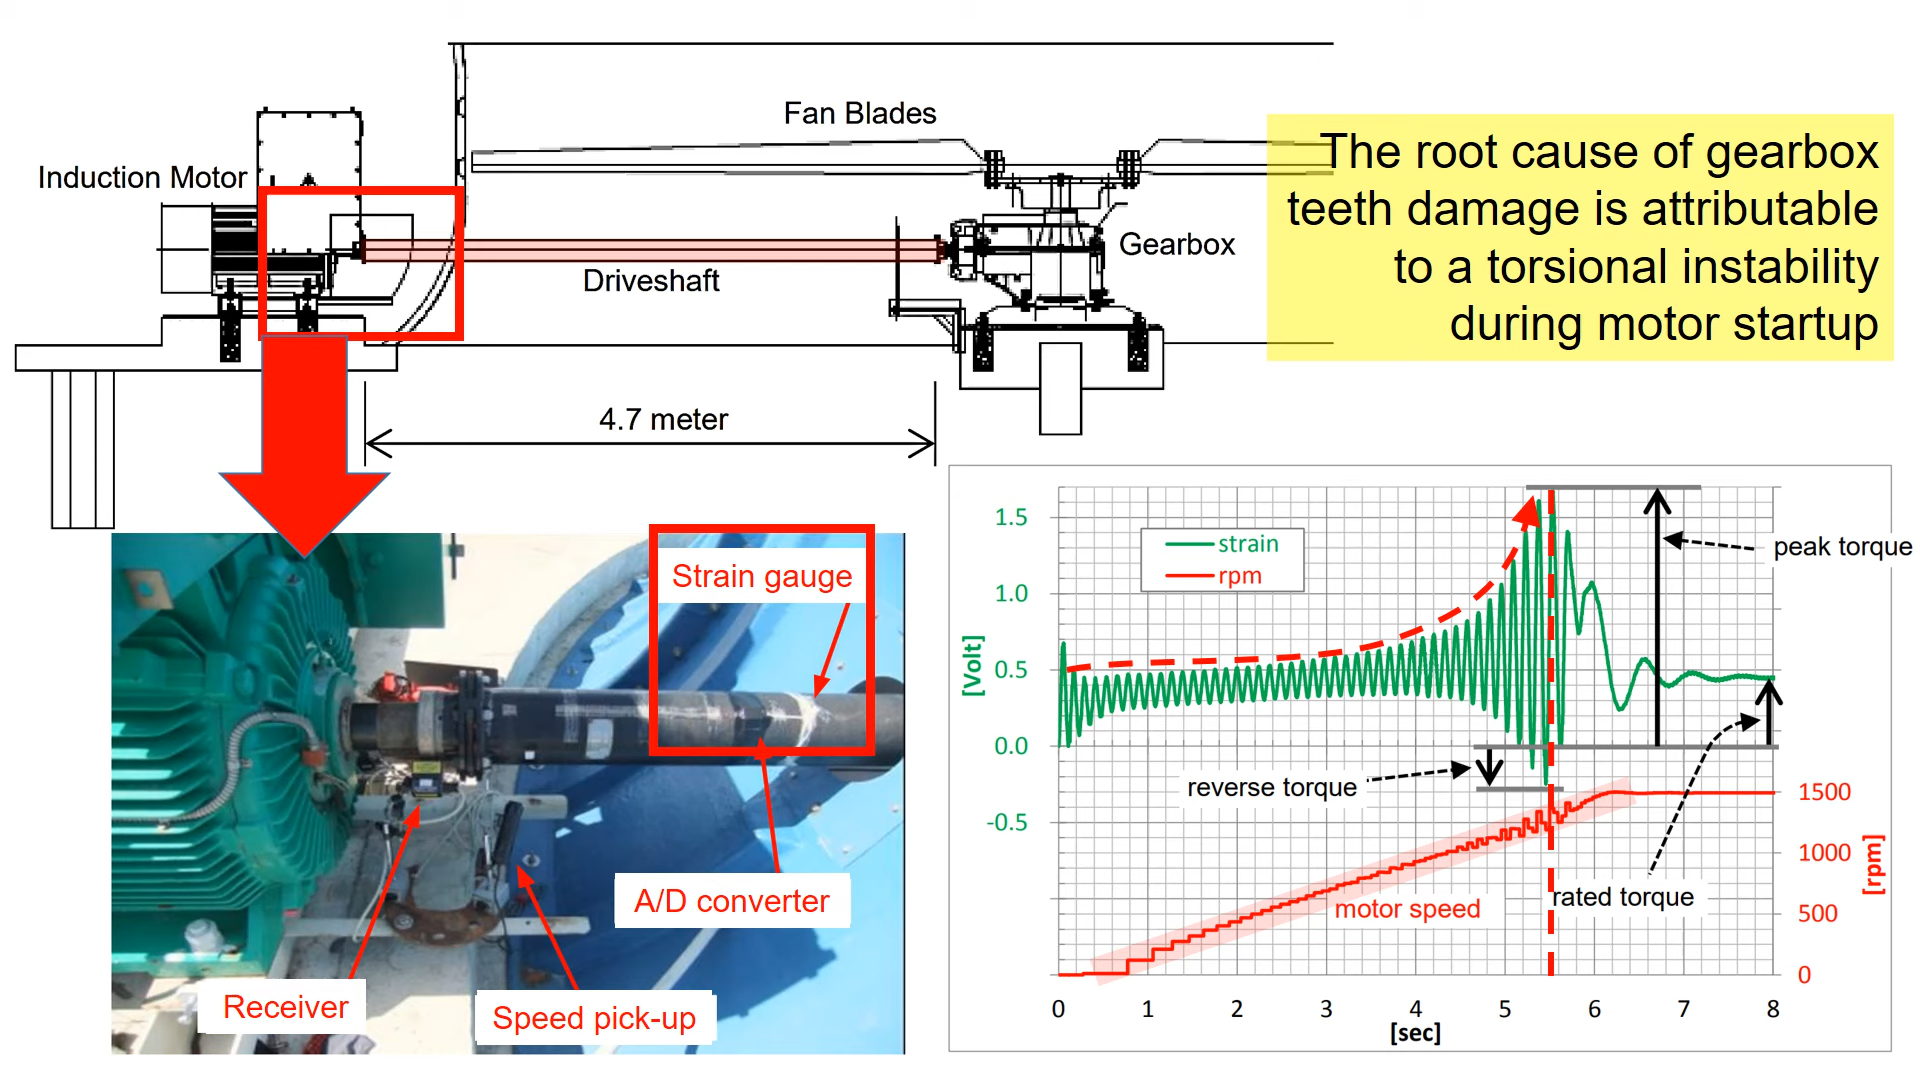 Fan Blades
Induction Motor
The root cause of gearbox
teeth damage is attributable
to a torsional instability
during motor startup
Gearbox
Driveshaft
4.7 meter
Strain gauge
A/D converter
Receiver
Speed pick-up
strain
rpm
peak torque
reverse torque
rated torque
motor speed
[Volt]
1.5
1.0
0.5
0.0
-0.5
1500
1000
500
0
[rpm]
0 1 2 3 4 5 6 7 8
[sec]